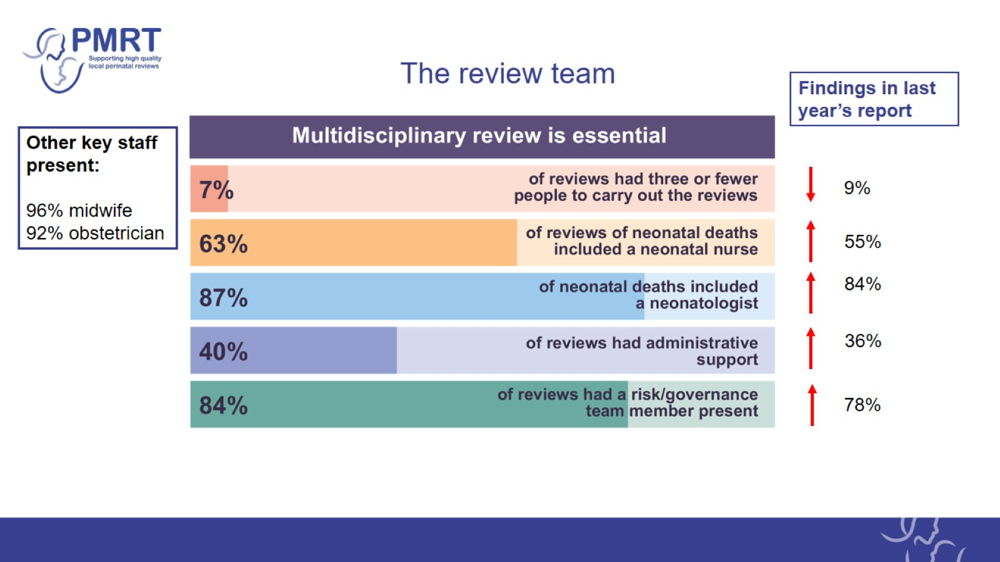 PMRT
Supporting high quality
local perinatal reviews
The review team
Findings in last
year's report
Other key staff
present:
96% midwife
92% obstetrician
Multidisciplinary review is essential
7%
of reviews had three or fewer
people to carry out the reviews
9%
63%
of reviews of neonatal deaths
included a neonatal nurse
55%
87%
of neonatal deaths included
a neonatologist
84%
40%
of reviews had administrative
support
36%
84%
of reviews had a risk/governance
team member present
78%